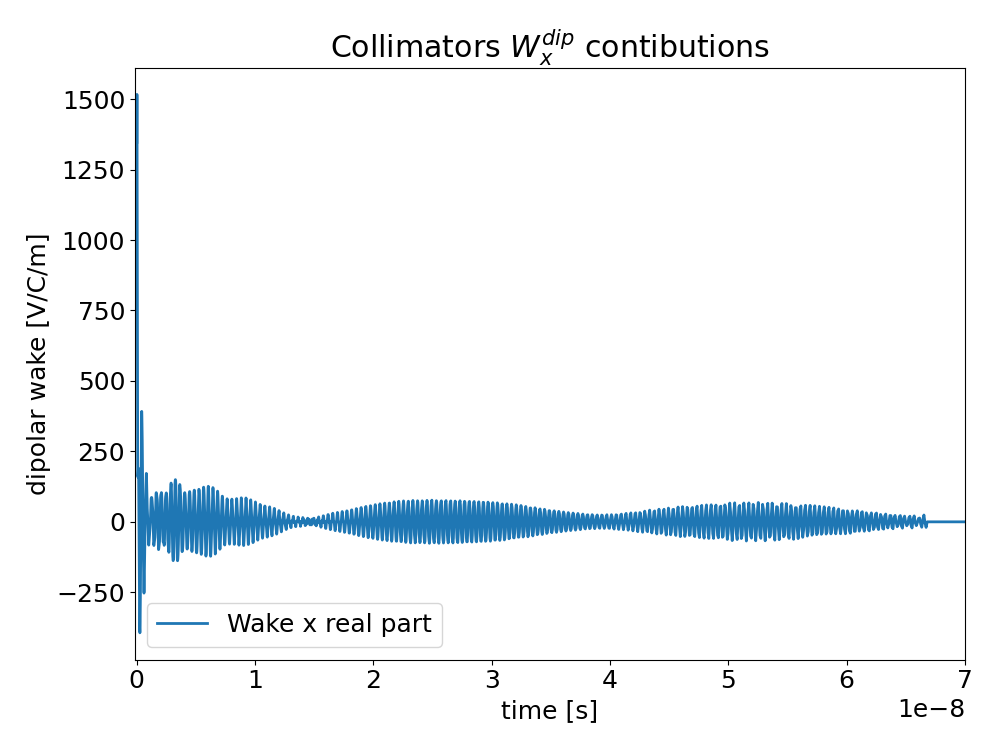 Collimators $W_x^{dip}$ contibutions
dipolar wake [V/C/m]
1500
1250
1000
750
500
250
0
−250
Wake x real part
0 1 2 3 4 5 6 7
1e−8
time [s]